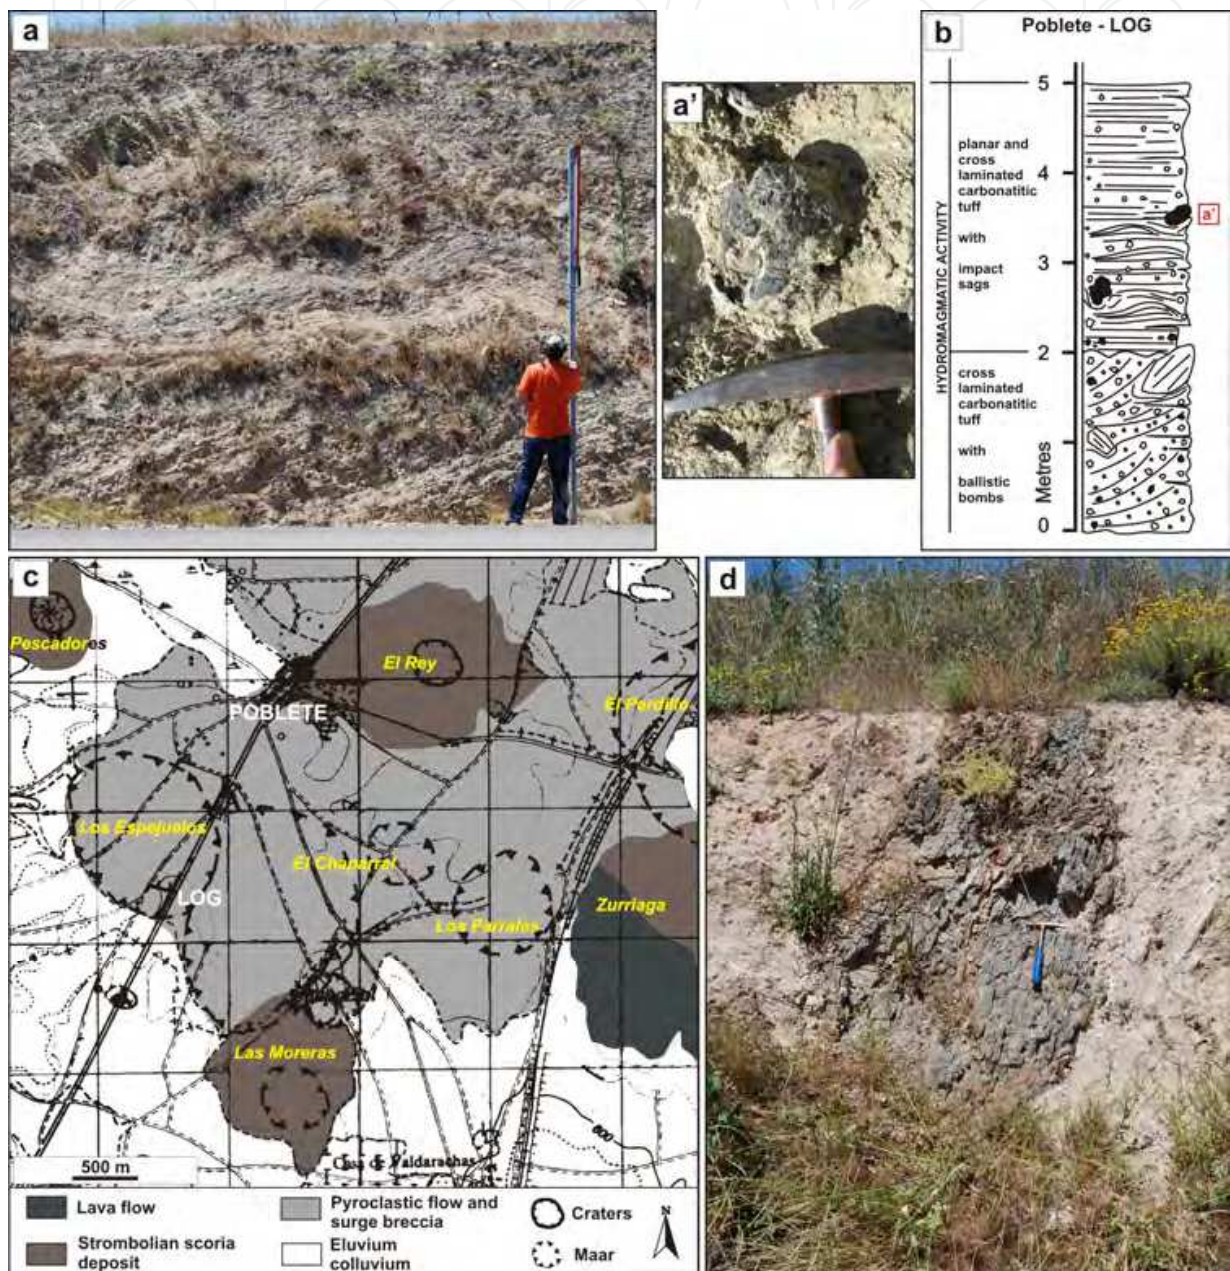 a
a'
b
Poblete - LOG
HYDROMAGMATIC ACTIVITY
planar and
cross
laminated
carbonatitic
tuff
with
impact
sags
cross
laminated
carbonatitic
tuff
with
ballistic
bombs
Metres
5
4
3
2
0
a'
c
Pescadores
El Rey
POBLETE
El Perdillo
Los Espejuelos
El Chaparral
LOG
Los Parrales
Zurriaga
Las Moreras
600
Casa de Valdarachas
500 m
Lava flow
Strombolian scoria
deposit
Pyroclastic flow and
surge breccia
Eluvium
colluvium
Craters
Maar
N
d